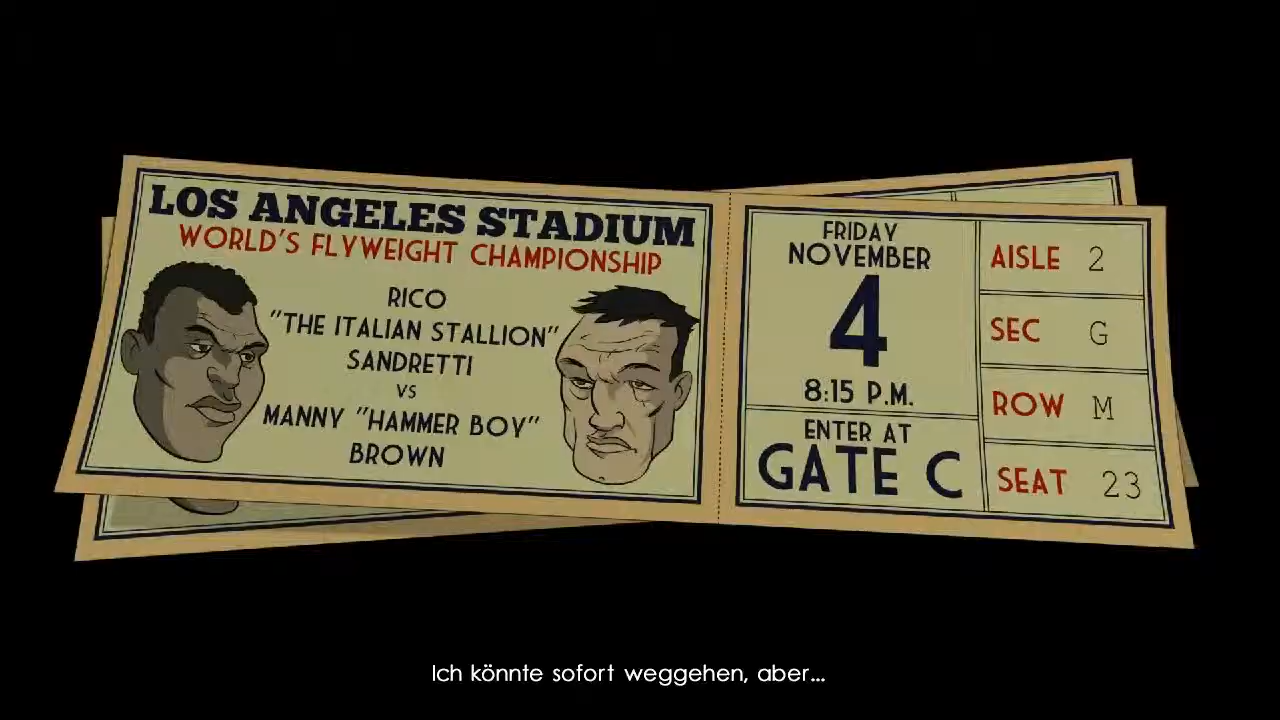 LOS ANGELES STADIUM
WORLD'S FLYWEIGHT CHAMPIONSHIP
RICO
"THE ITALIAN STALLION"
SANDRETTI
VS
MANNY "HAMMER BOY"
BROWN
FRIDAY
NOVEMBER
4
8:15 P.M.
ENTER AT
GATE C
AISLE 2
SEC G
ROW M
SEAT 23
Ich könnte sofort weggehen, aber...